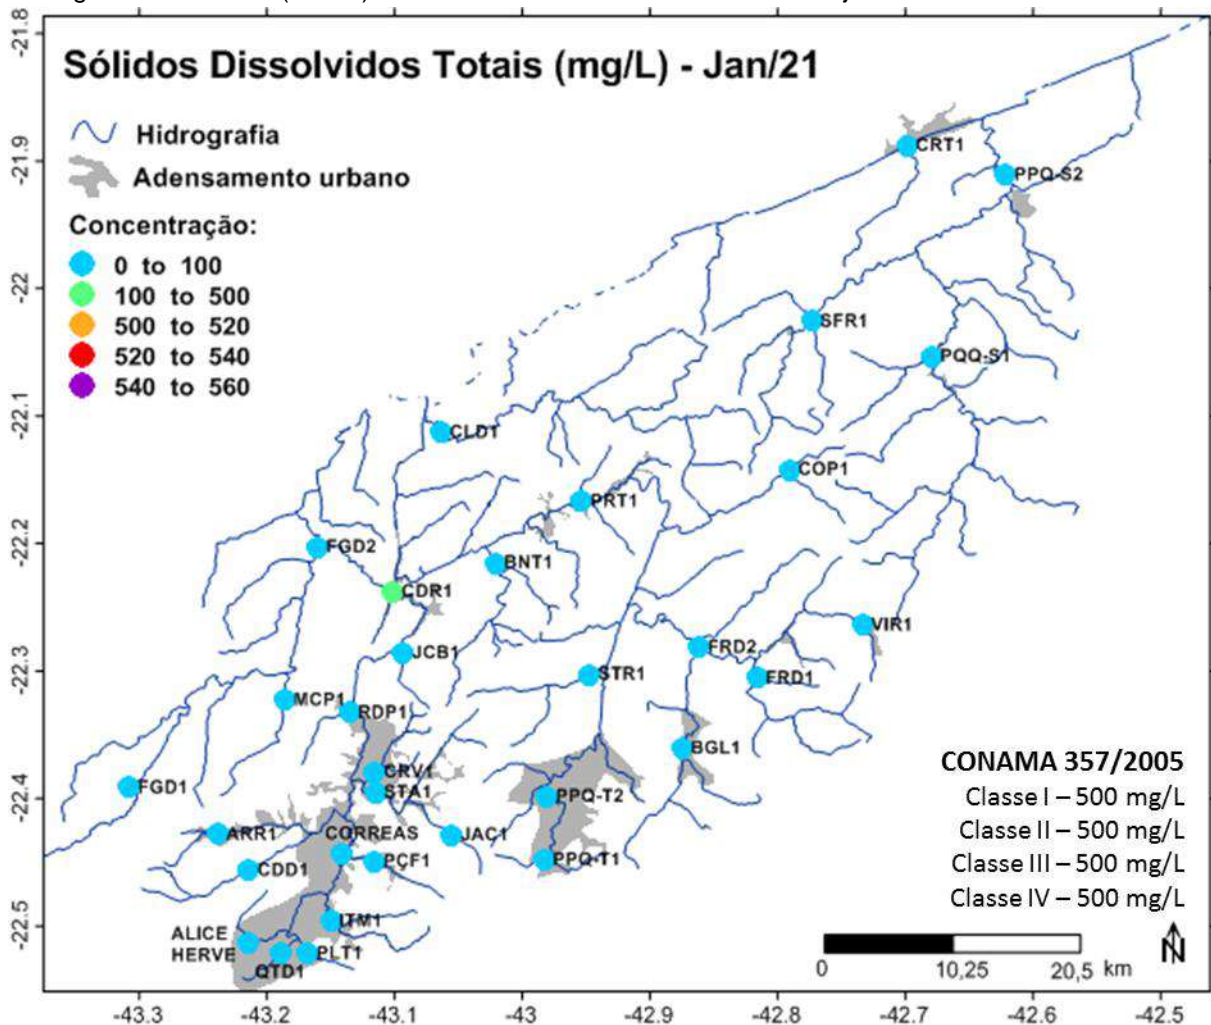 Sólidos Dissolvidos Totais (mg/L) - Jan/21
Hidrografia
Adensamento urbano
Concentração:
0 to 100
100 to 500
500 to 520
520 to 540
540 to 560
-21.8
-21.9
-22
-22.1
-22.2
-22.3
-22.4
-22.5
CRT1
PPQ-S2
SFR1
PQQ-S1
CLD1
COP1
PRT1
FGD2
BNT1
CDR1
VIR1
JCB1
FRD2
STR1
FRD1
MCP1
RDP1
BGL1
CRV1
FGD1
STA1
PPQ-T2
ARR1
CORREAS
JAC1
CDD1
PÇF1
PPQ-T1
ITM1
ALICE
HERVE
PLT1
QTD1
CONAMA 357/2005
Classe I – 500 mg/L
Classe II – 500 mg/L
Classe III – 500 mg/L
Classe IV – 500 mg/L
N
0 10,25 20,5 km
-43.3 -43.2 -43.1 -43 -42.9 -42.8 -42.7 -42.6 -42.5